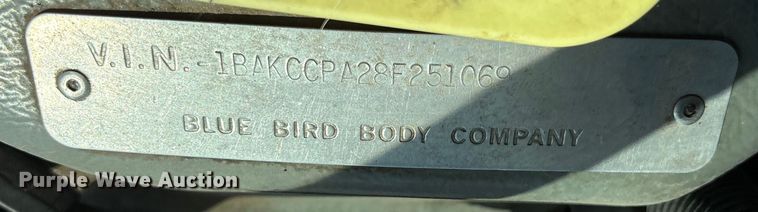 V.I.N.-1BAKCCPA28F251069
BLUE BIRD BODY COMPANY
Purple Wave Auction